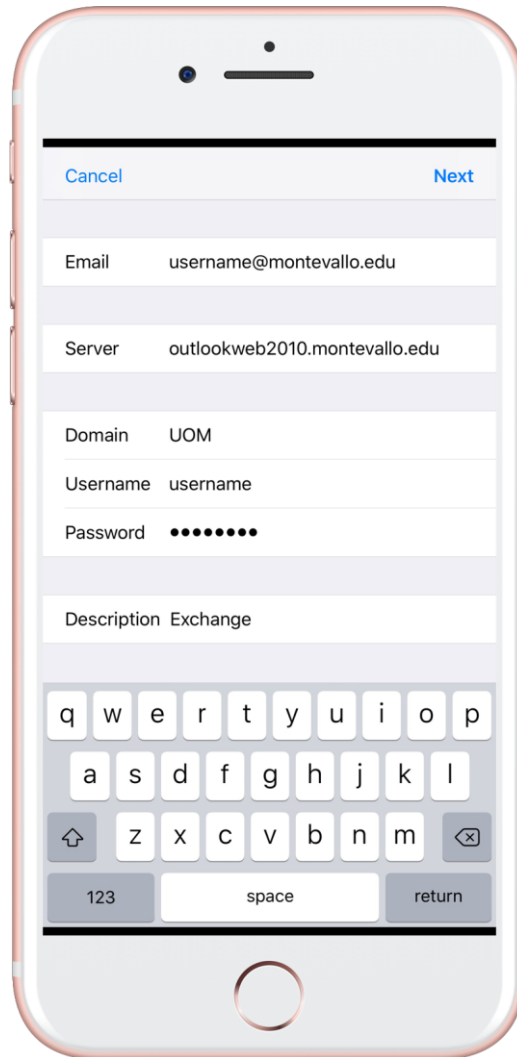 Cancel Next
Email username@montevallo.edu
Server outlookweb2010.montevallo.edu
Domain UOM
Username username
Password ••••••••
Description Exchange
q w e r t y u i o p
a s d f g h j k l
z x c v b n m
123 space return